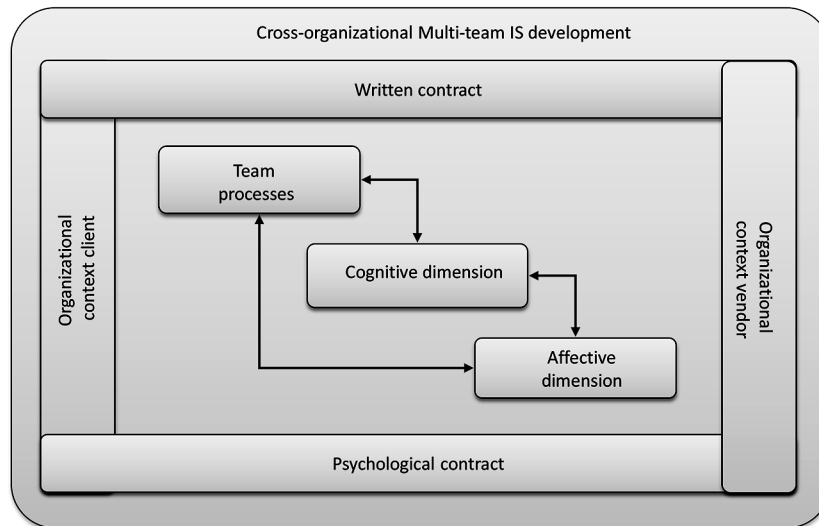 Cross-organizational Multi-team IS development
Written contract
Organizational
context client
Team
processes
Cognitive dimension
Affective
dimension
Organizational
context vendor
Psychological contract